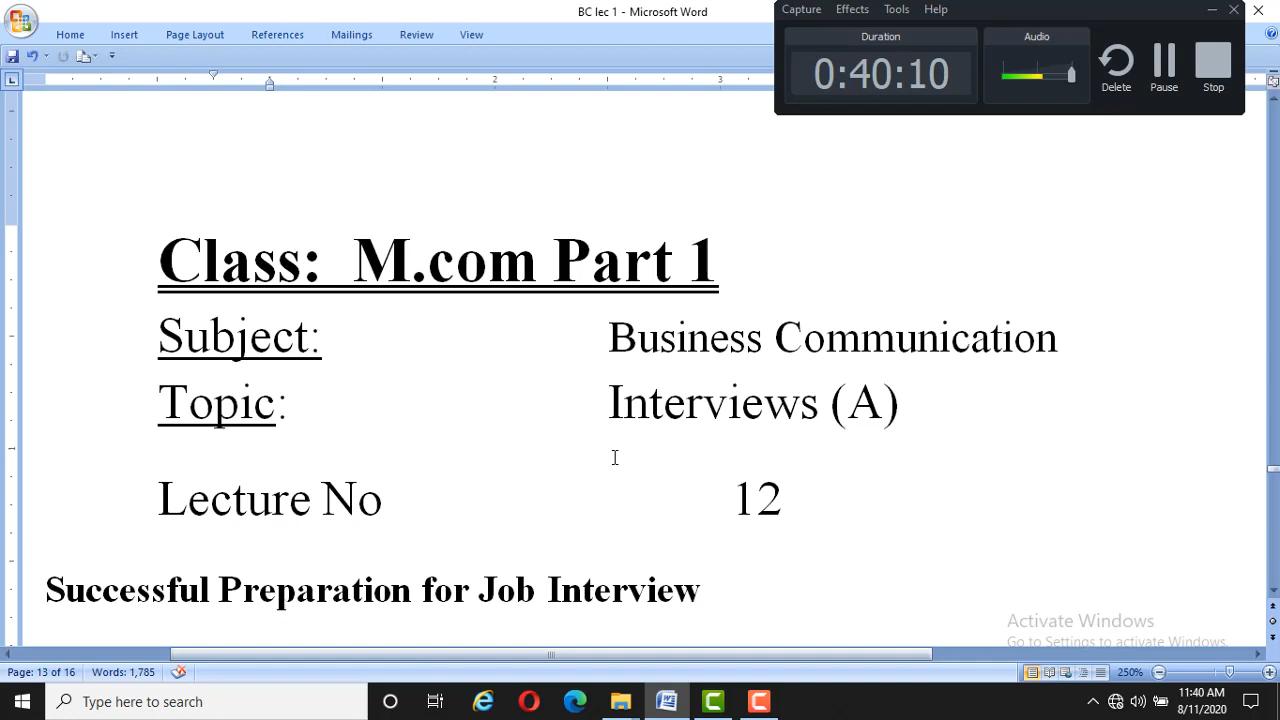 BC lec 1 - Microsoft Word
Capture Effects Tools Help
Home Insert Page Layout References Mailings Review View
Duration Audio
0:40:10
Delete Pause Stop
2 3
Class: M.com Part 1
Subject: Business Communication
Topic: Interviews (A)
1
Lecture No 12
Successful Preparation for Job Interview
Activate Windows
Go to Settings to activate Windows.
Page: 13 of 16 Words: 1,785 250%
Type here to search
11:40 AM
8/11/2020